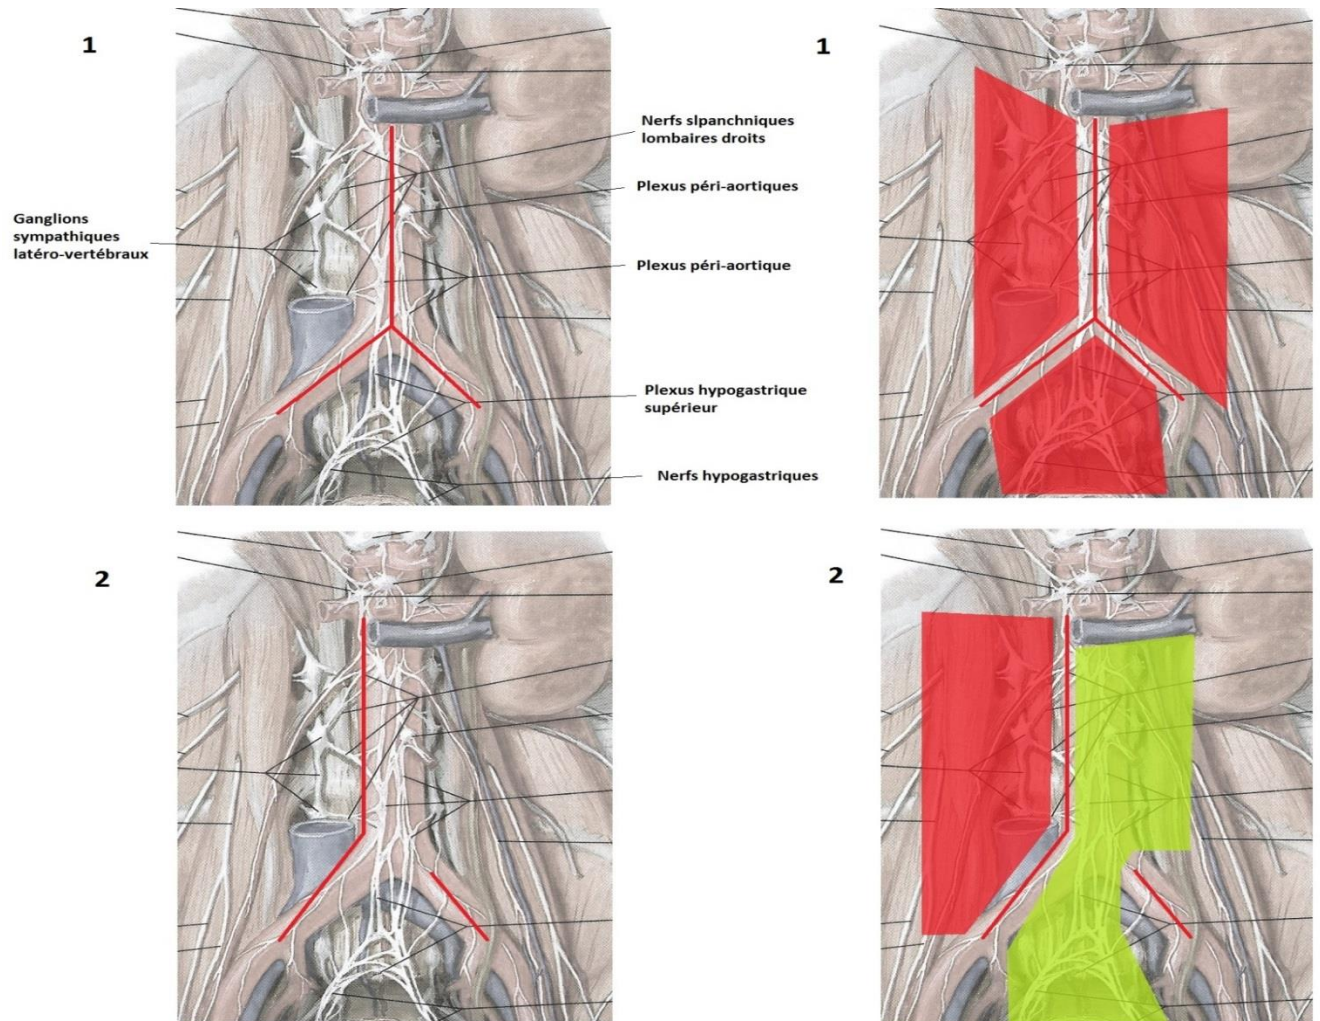 1
1
Nerfs slpanchniques
lombaires droits
Plexus péri-aortiques
Ganglions
sympathiques
latéro-vertébraux
Plexus péri-aortique
Plexus hypogastrique
supérieur
Nerfs hypogastriques
2
2